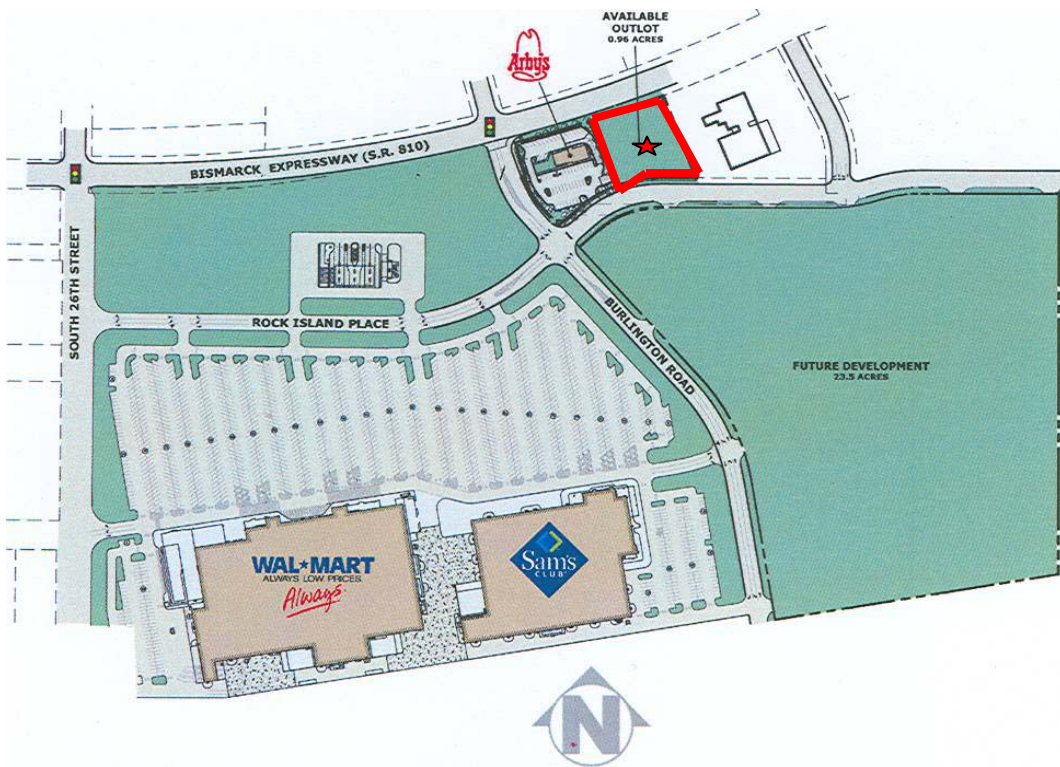 AVAILABLE
OUTLOT
0.96 ACRES
Arby's
BISMARCK EXPRESSWAY (S.R. 810)
SOUTH 26TH STREET
ROCK ISLAND PLACE
BURLINGTON ROAD
FUTURE DEVELOPMENT
23.5 ACRES
WAL★MART
ALWAYS LOW PRICES.
Always.
Sam's
CLUB
N